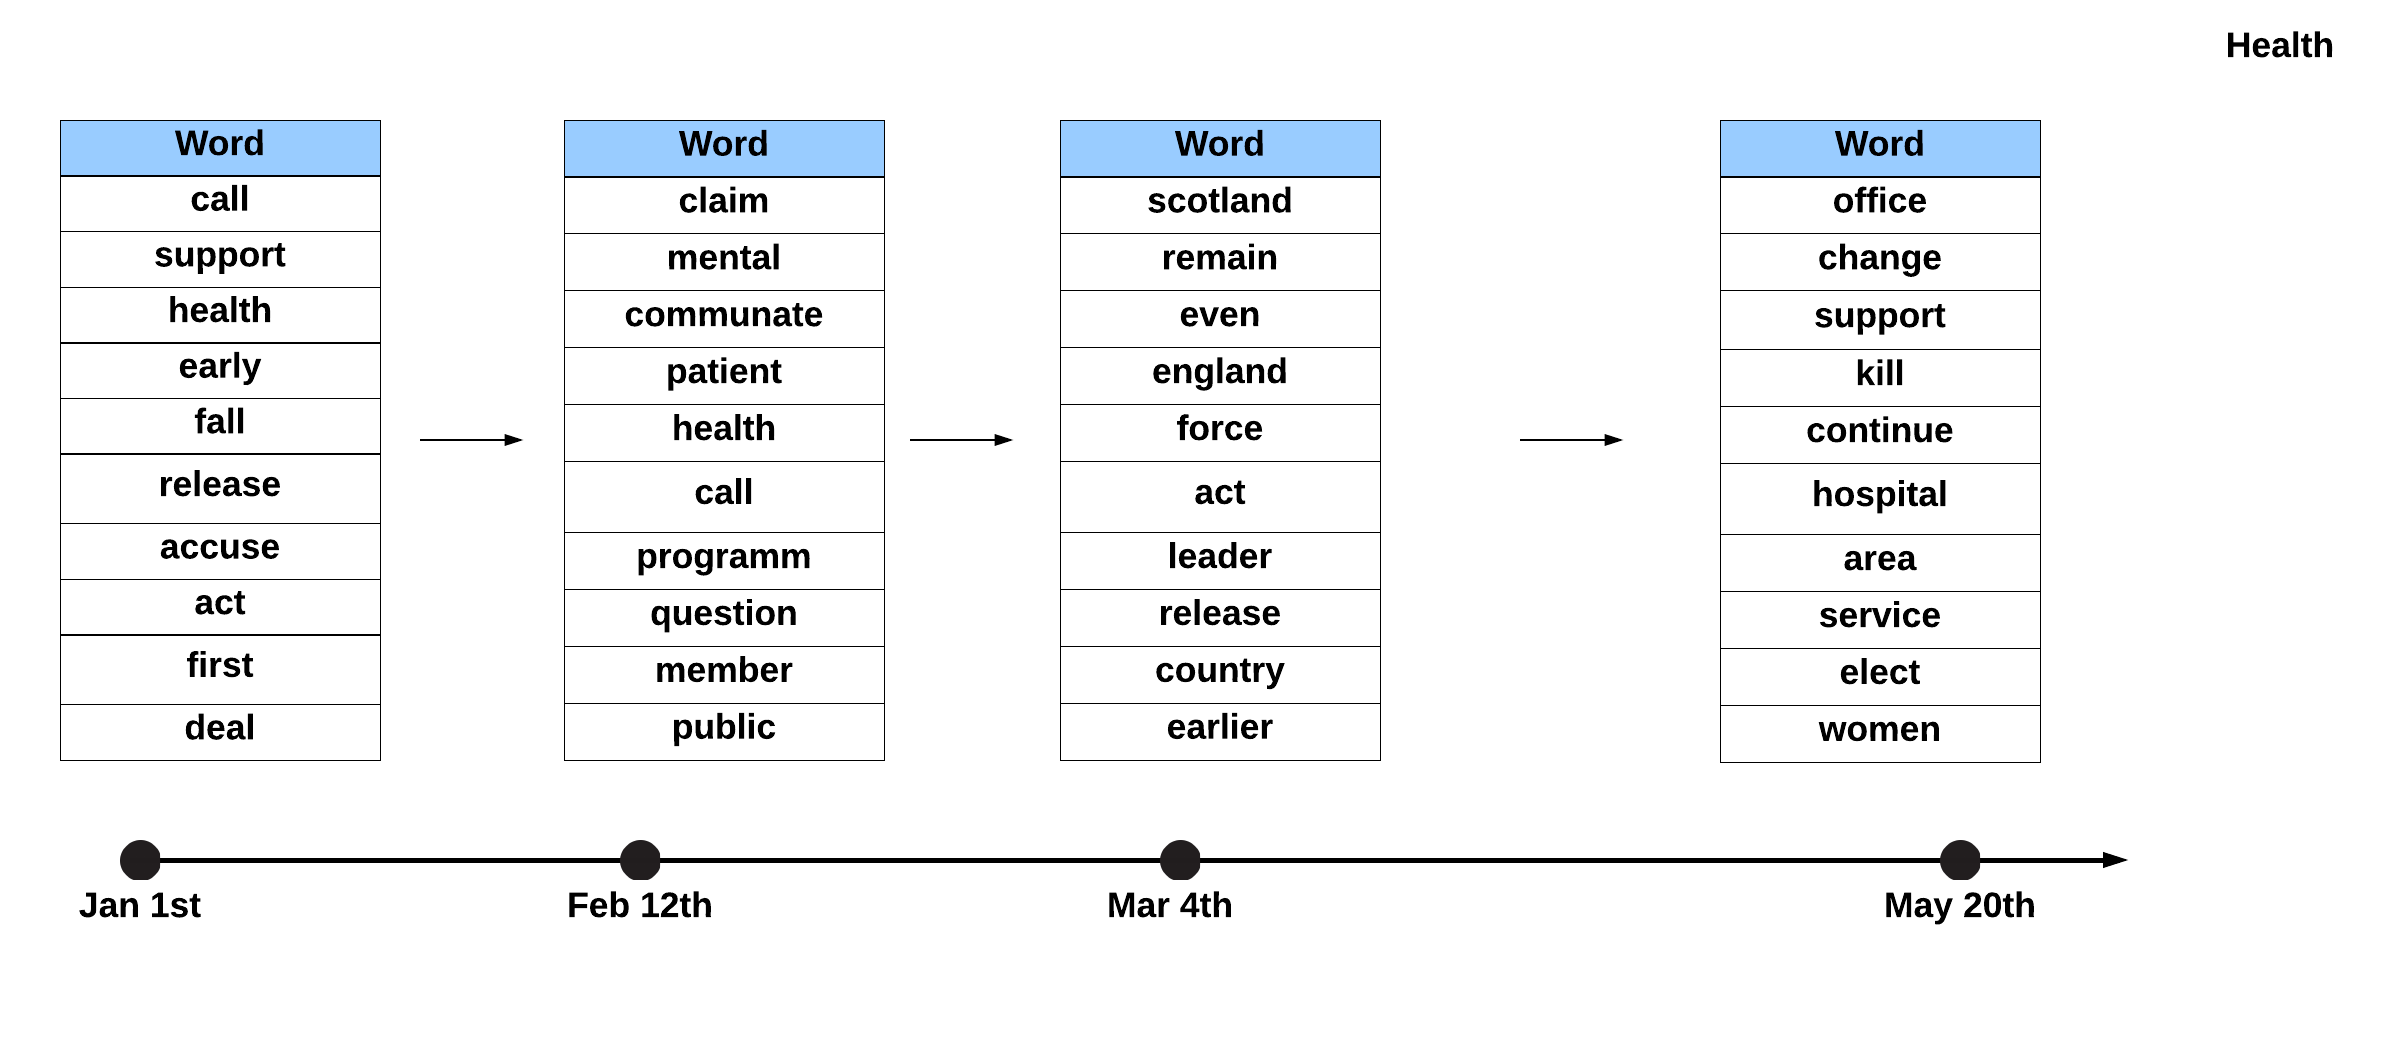 Health
Word
call
support
health
early
fall
release
accuse
act
first
deal
Word
claim
mental
communate
patient
health
call
programm
question
member
public
Word
scotland
remain
even
england
force
act
leader
release
country
earlier
Word
office
change
support
kill
continue
hospital
area
service
elect
women
Jan 1st
Feb 12th
Mar 4th
May 20th